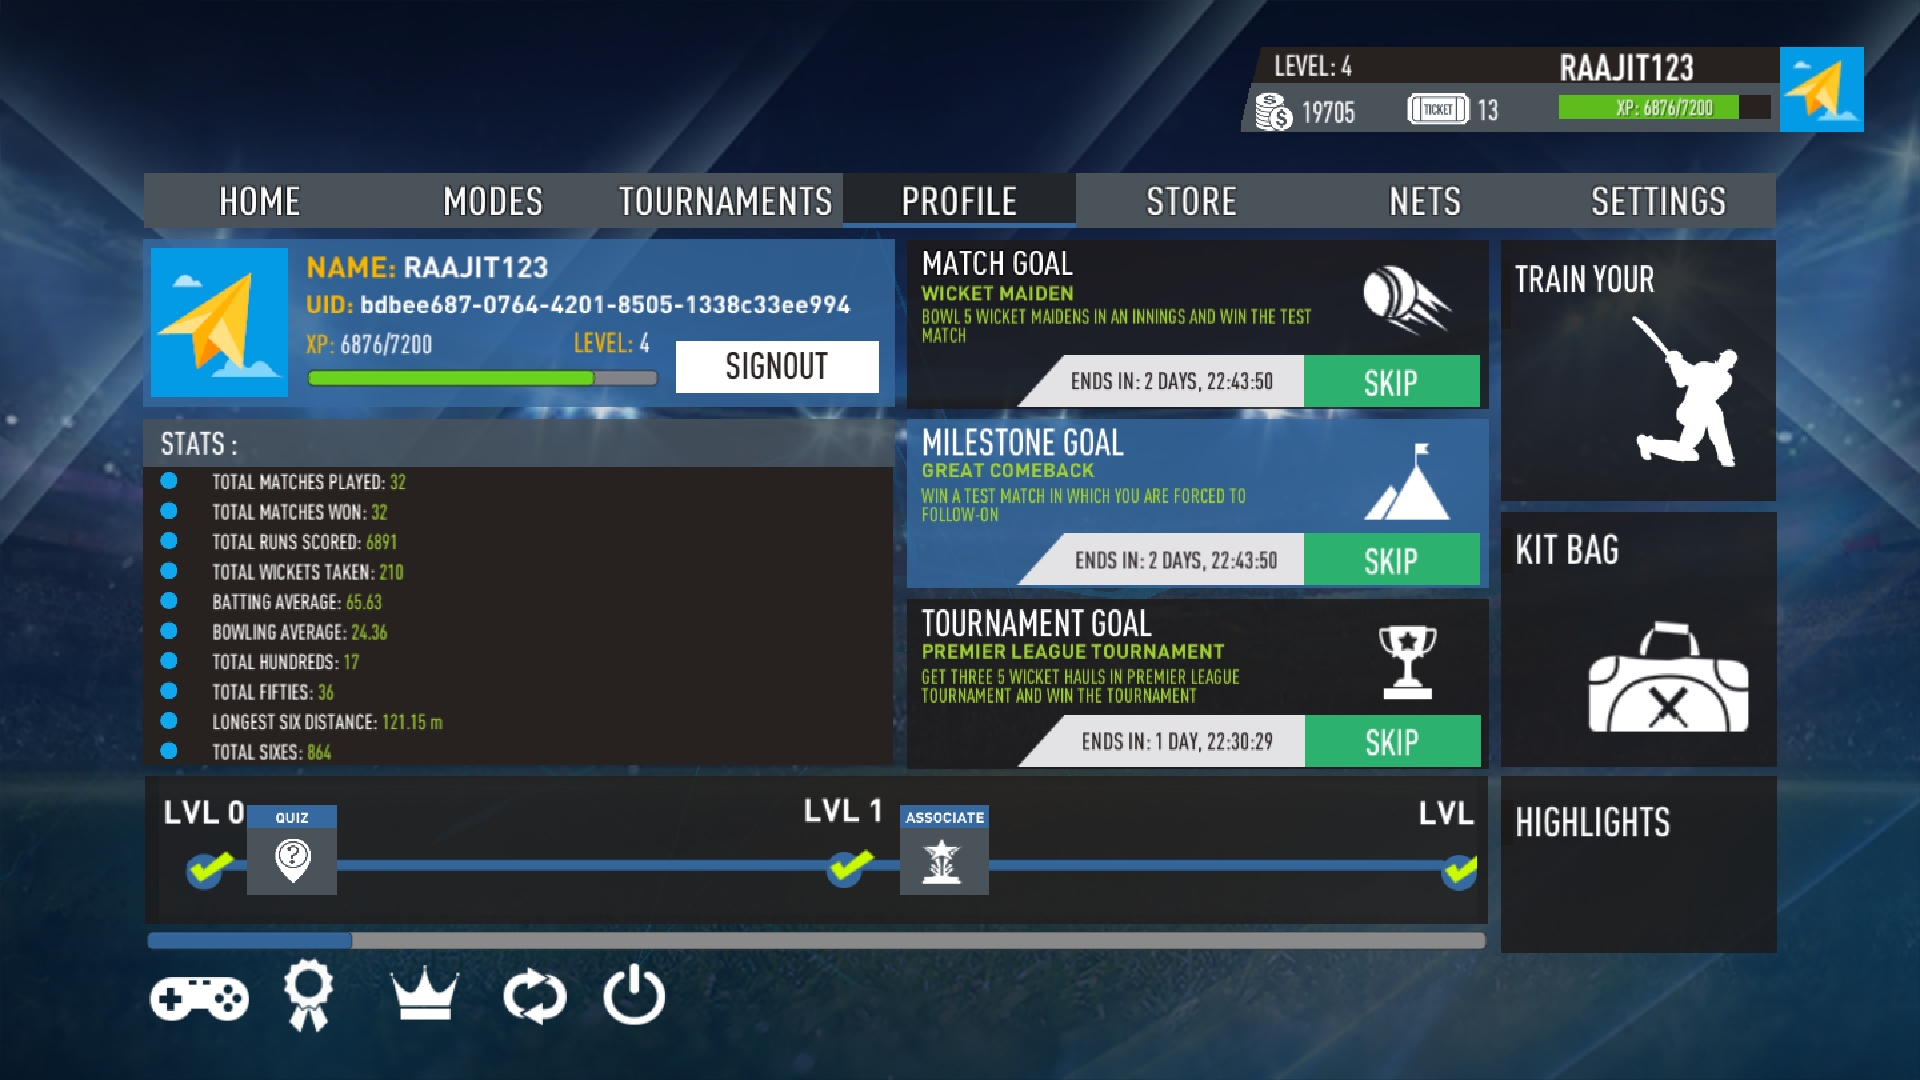 LEVEL: 4
RAAJIT123
19705
TICKET
13
XP: 6876/7200
HOME
MODES
TOURNAMENTS
PROFILE
STORE
NETS
SETTINGS
NAME: RAAJIT123
UID: bdbee687-0764-4201-8505-1338c33ee994
XP: 6876/7200
LEVEL: 4
SIGNOUT
STATS :
TOTAL MATCHES PLAYED: 32
TOTAL MATCHES WON: 32
TOTAL RUNS SCORED: 6891
TOTAL WICKETS TAKEN: 210
BATTING AVERAGE: 65.63
BOWLING AVERAGE: 24.36
TOTAL HUNDREDS: 17
TOTAL FIFTIES: 36
LONGEST SIX DISTANCE: 121.15 m
TOTAL SIXES: 864
MATCH GOAL
WICKET MAIDEN
BOWL 5 WICKET MAIDENS IN AN INNINGS AND WIN THE TEST
MATCH
ENDS IN: 2 DAYS, 22:43:50
SKIP
MILESTONE GOAL
GREAT COMEBACK
WIN A TEST MATCH IN WHICH YOU ARE FORCED TO
FOLLOW-ON
ENDS IN: 2 DAYS, 22:43:50
SKIP
TOURNAMENT GOAL
PREMIER LEAGUE TOURNAMENT
GET THREE 5 WICKET HAULS IN PREMIER LEAGUE
TOURNAMENT AND WIN THE TOURNAMENT
ENDS IN: 1 DAY, 22:30:29
SKIP
TRAIN YOUR
KIT BAG
HIGHLIGHTS
LVL 0
QUIZ
LVL 1
ASSOCIATE
LVL